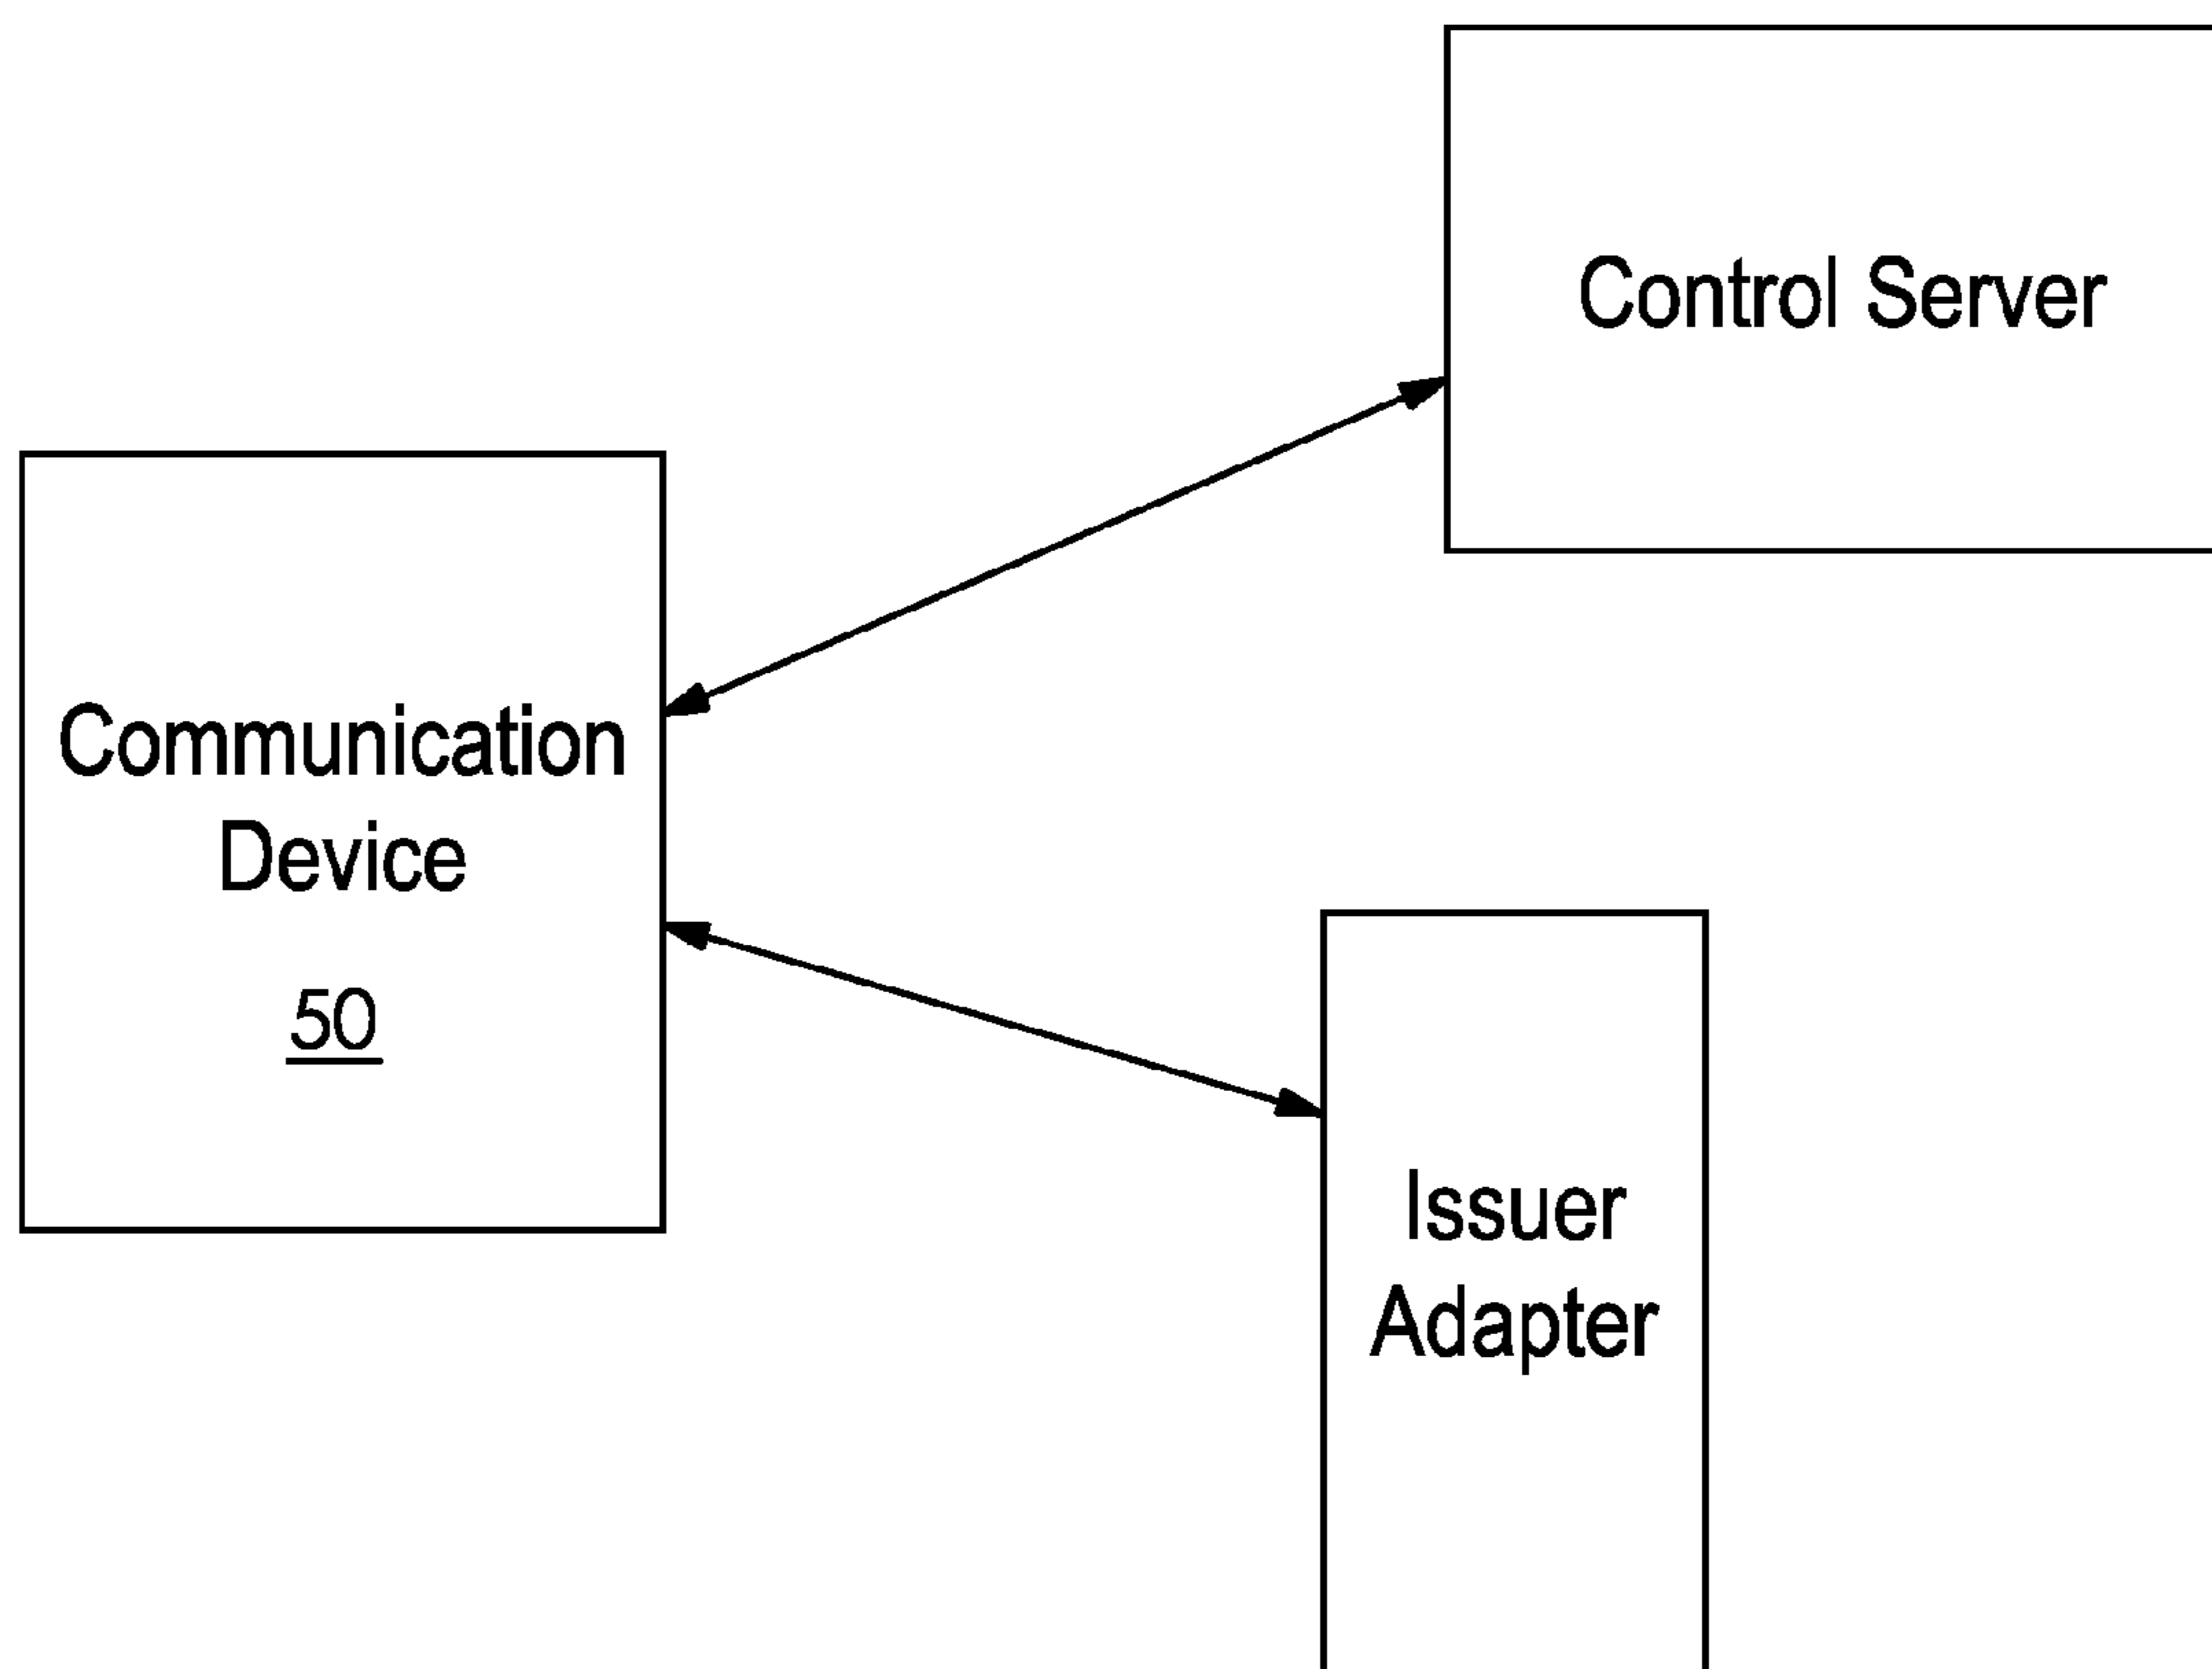 Control Server
Communication
Device
50
Issuer
Adapter